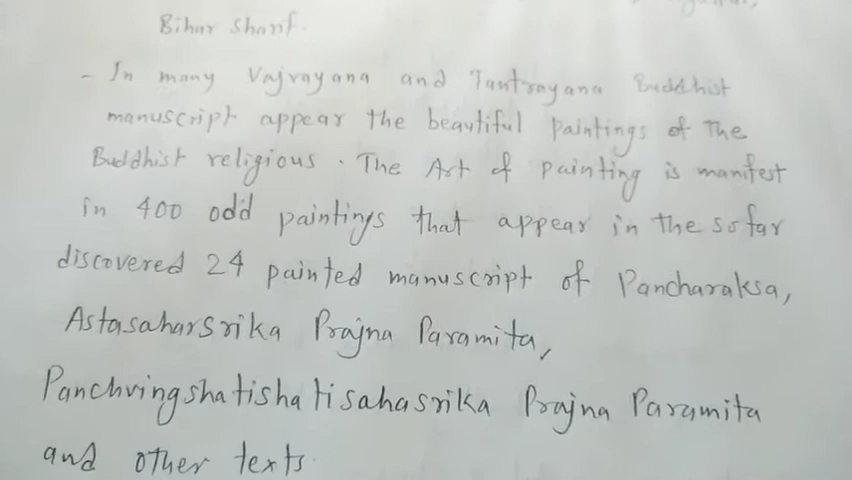 Bihar Sharif.
- In many Vajrayana and Tantrayana Buddhist
manuscript appear the beautiful paintings of The
Buddhist religious. The Art of painting is manifest
in 400 odd paintings that appear in the sofar
discovered 24 painted manuscript of Pancharaksa,
Astasaharsrika Prajna Paramita,
Panchvingshatishatisahasrika Prajna Paramita
and other texts.